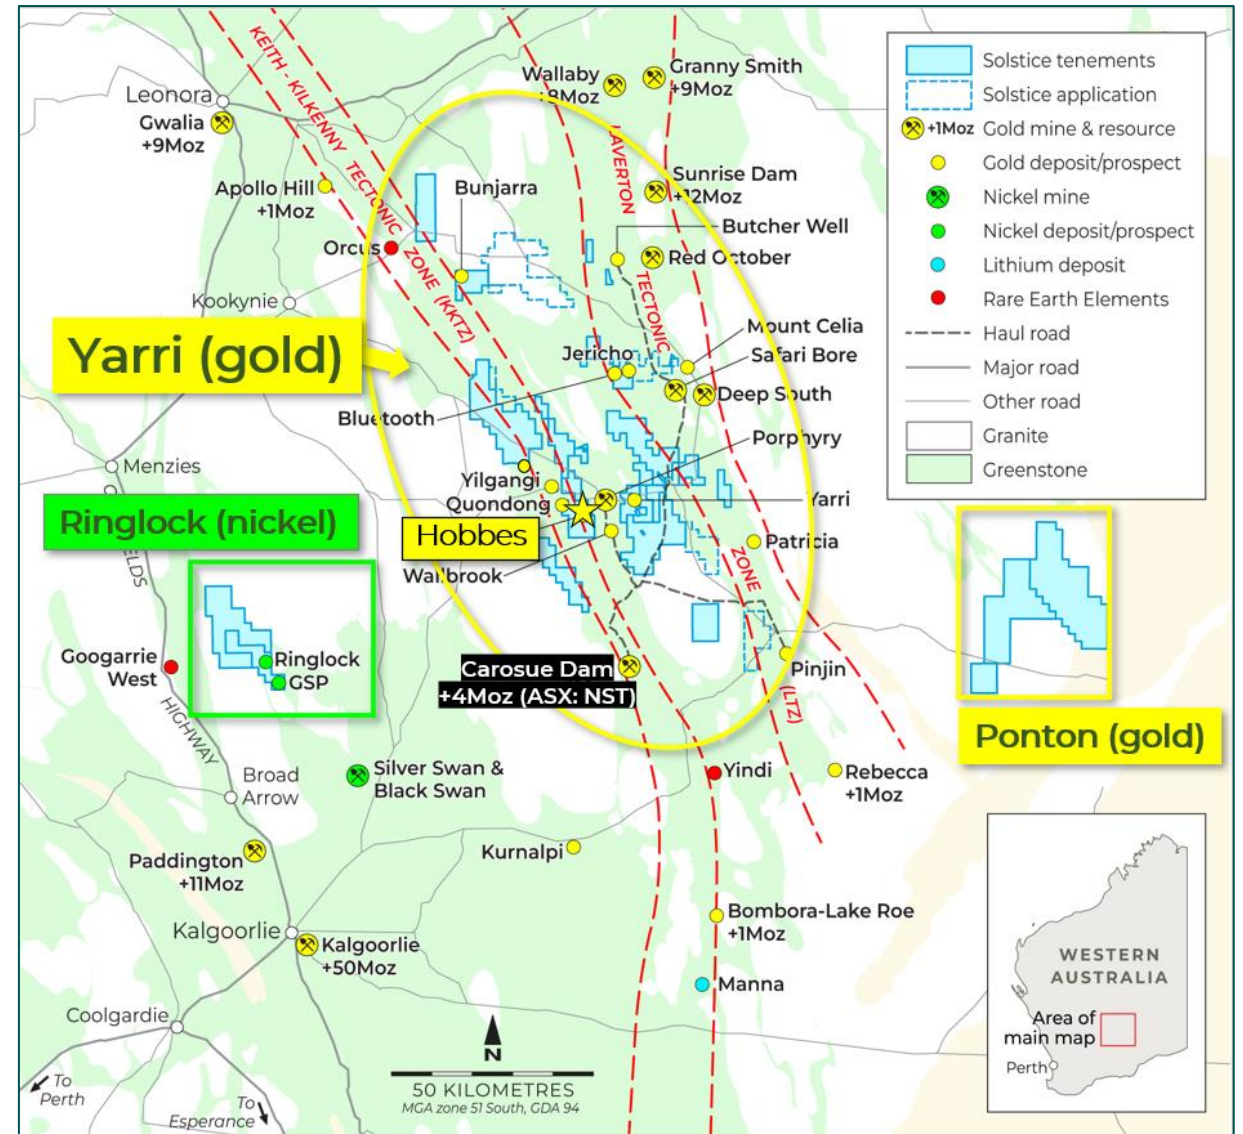 Leonora
Gwalia
+9Moz
KEITH - KILKENNY TECTONIC ZONE (KKTZ)
Wallaby
+8Moz
Granny Smith
+9Moz
LAVERTON TECTONIC ZONE (LTZ)
Apollo Hill
+1Moz
Bunjarra
Sunrise Dam
+12Moz
Butcher Well
Orcus
Red October
Kookynie
Yarri (gold)
Mount Celia
Jericho
Safari Bore
Deep South
Bluetooth
Porphyry
Menzies
Yilgangi
Quondong
Yarri
Ringlock (nickel)
Hobbes
Patricia
Wallbrook
Googarrie
West
Ringlock
GSP
Carosue Dam
+4Moz (ASX: NST)
Pinjin
HIGHWAY
Ponton (gold)
Broad
Arrow
Silver Swan &
Black Swan
Yindi
Rebecca
+1Moz
Paddington
+11Moz
Kurnalpi
Kalgoorlie
Kalgoorlie
+50Moz
Bombora-Lake Roe
+1Moz
Manna
Coolgardie
To
Perth
To
Esperance
N
50 KILOMETRES
MGA zone 51 South, GDA 94
Solstice tenements
Solstice application
+1Moz Gold mine & resource
Gold deposit/prospect
Nickel mine
Nickel deposit/prospect
Lithium deposit
Rare Earth Elements
Haul road
Major road
Other road
Granite
Greenstone
WESTERN
AUSTRALIA
Area of
main map
Perth